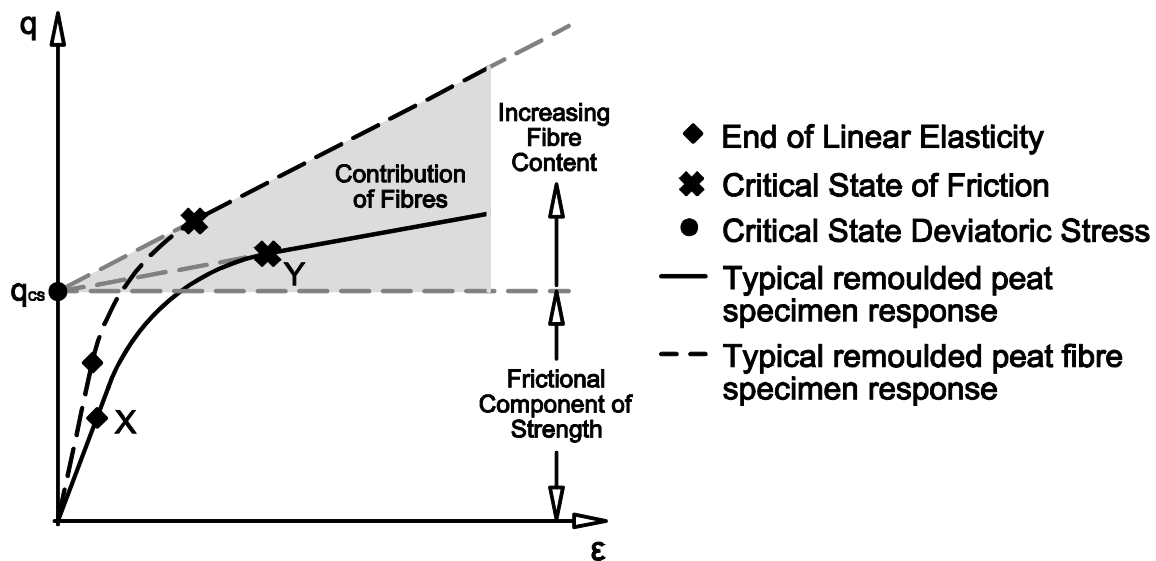 q
Increasing
Fibre
Content
Contribution
of Fibres
Y
qcs
X
Frictional
Component of
Strength
ε
End of Linear Elasticity
Critical State of Friction
Critical State Deviatoric Stress
Typical remoulded peat
specimen response
Typical remoulded peat fibre
specimen response